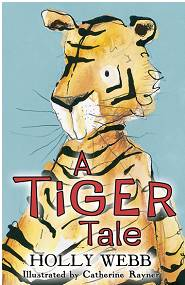 A
TiGER
Tale
HOLLY WEBB
Illustrated by Catherine Rayner